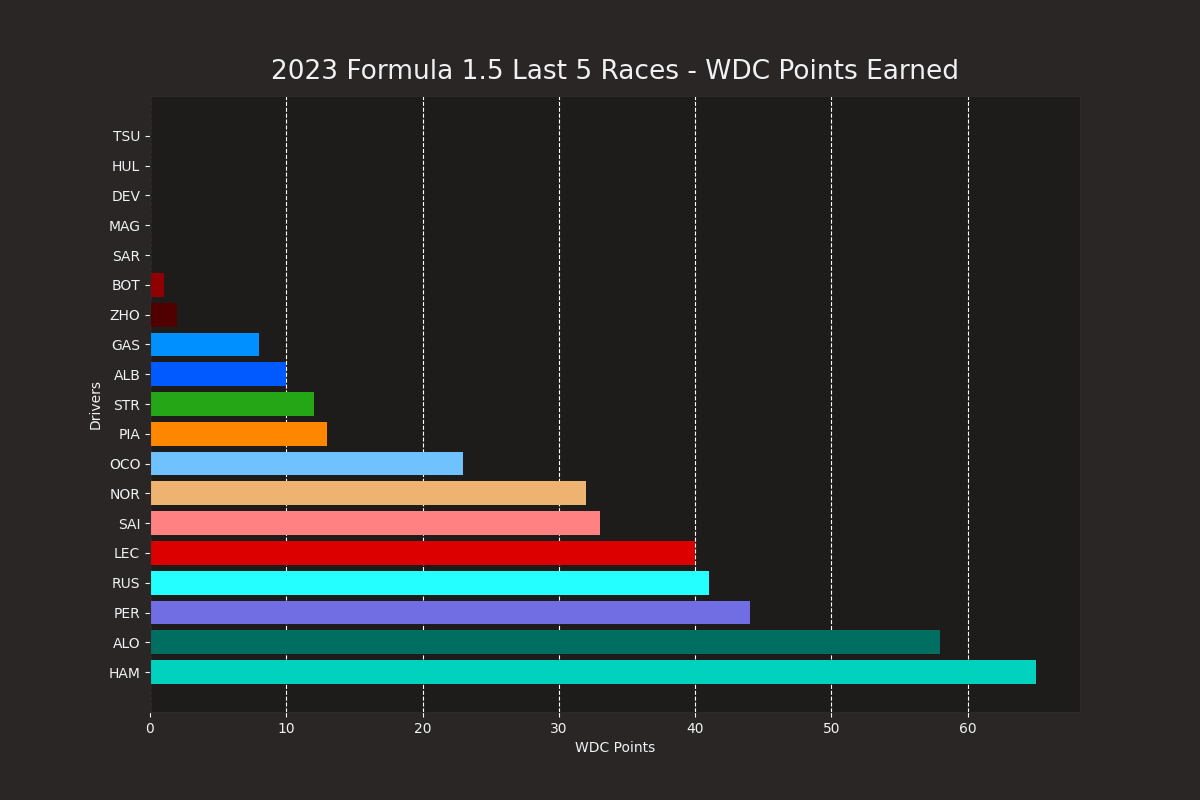 2023 Formula 1.5 Last 5 Races - WDC Points Earned
Drivers
TSU
HUL
DEV
MAG
SAR
BOT
ZHO
GAS
ALB
STR
PIA
OCO
NOR
SAI
LEC
RUS
PER
ALO
HAM
0 10 20 30 40 50 60
WDC Points